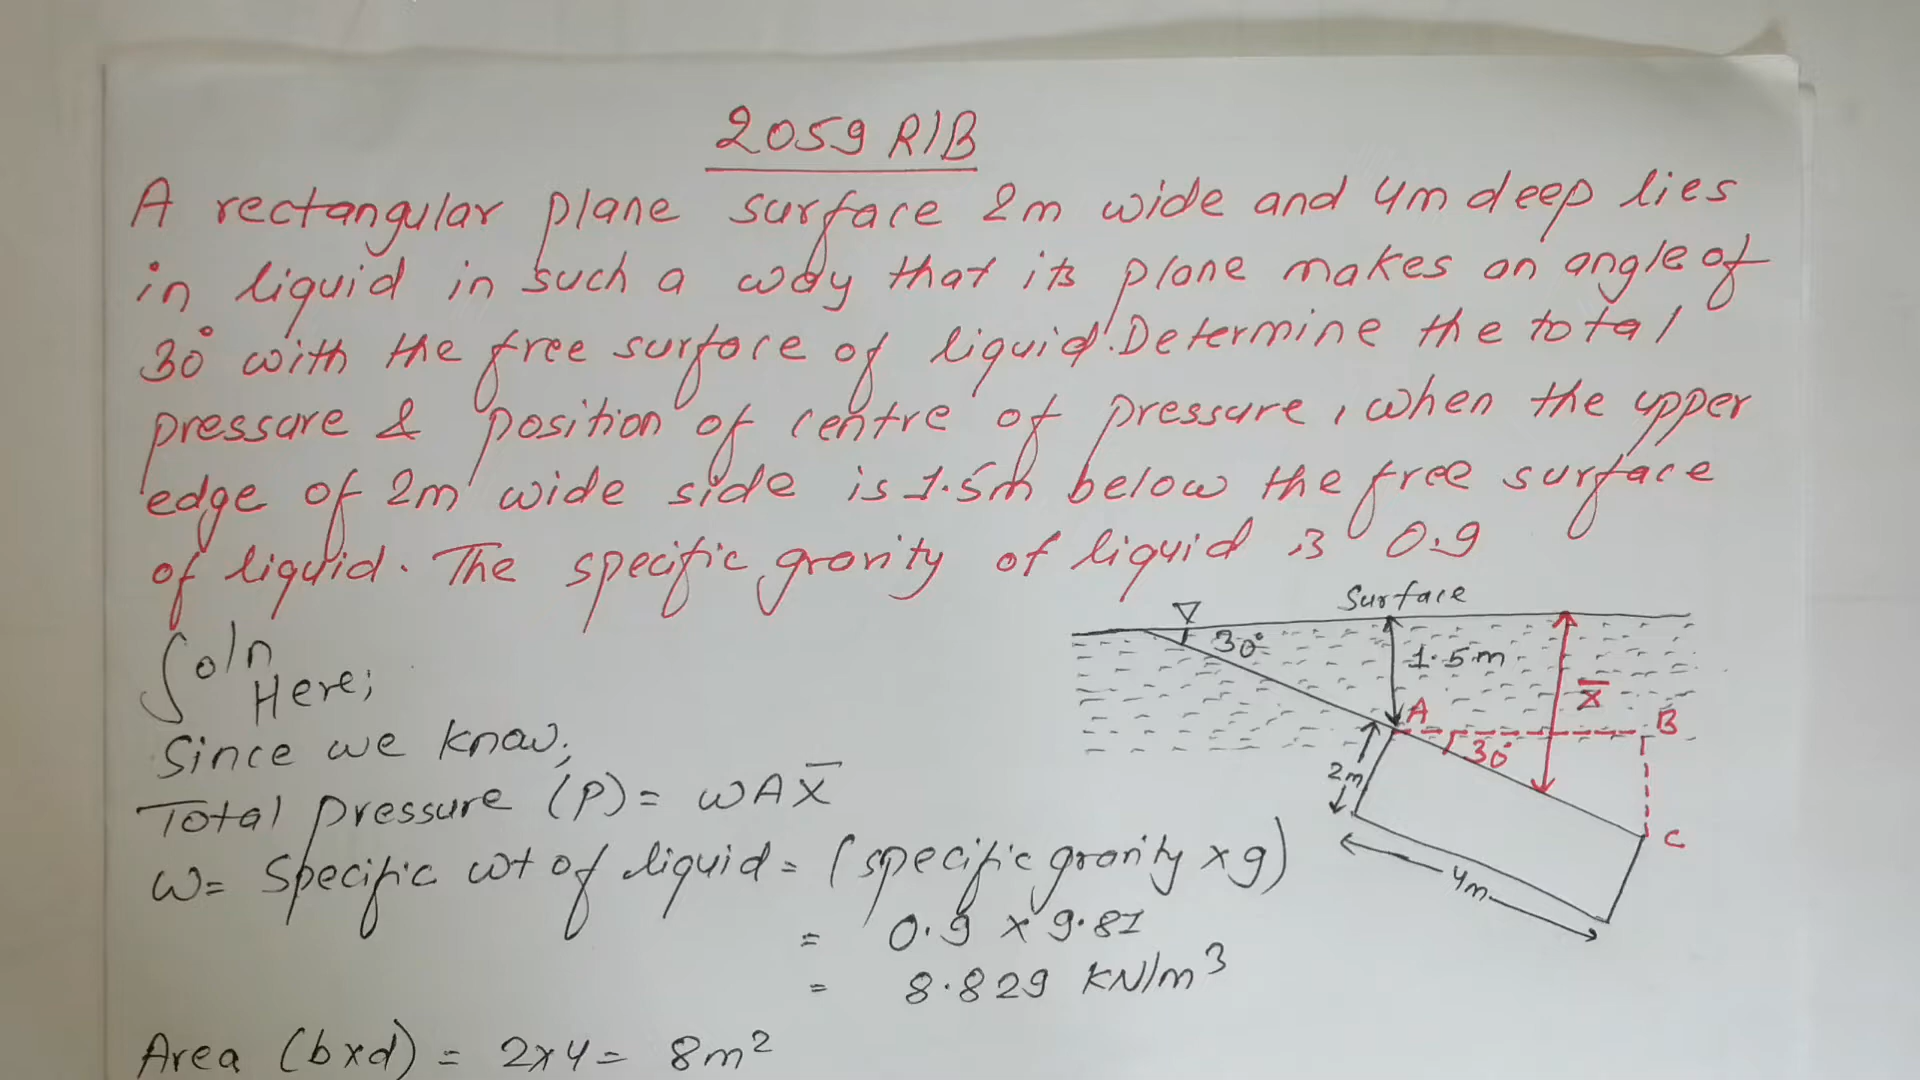 2059 R/B
A rectangular plane surface 2m wide and 4m deep lies
in liquid in such a way that its plane makes an angle of
30° with the free surface of liquid. Determine the total
pressure & position of centre of pressure, when the upper
edge of 2m wide side is 1.5m below the free surface
of liquid. The specific gravity of liquid is 0.9
Surface
30°
1.5m
x̅
A
B
30°
2m
C
4m
Soln
Here;
Since we know;
Total pressure (P) = wAx̅
w = Specific wt of liquid = (specific gravity x g)
= 0.9 x 9.81
= 8.829 KN/m³
Area (bxd) = 2x4 = 8m²